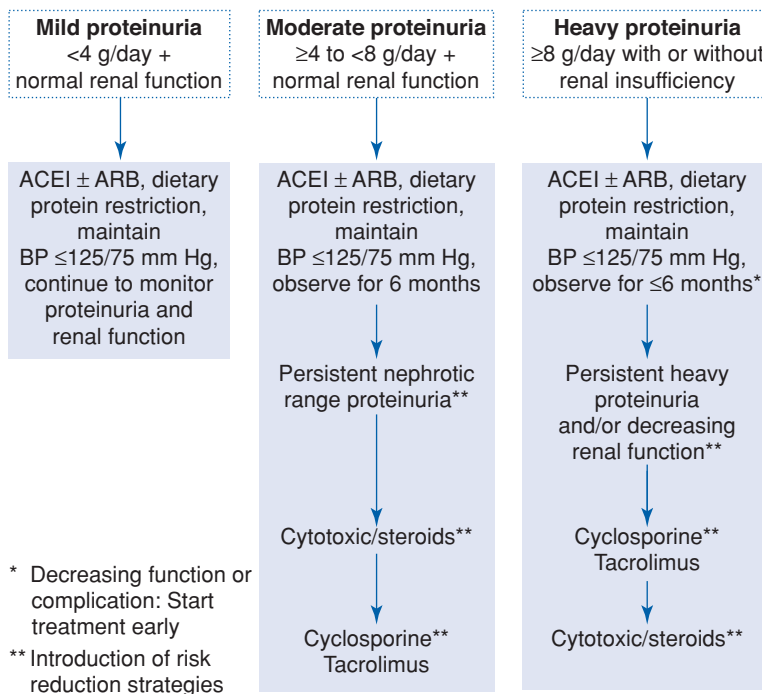 Mild proteinuria
<4 g/day +
normal renal function
ACEI ± ARB, dietary
protein restriction,
maintain
BP ≤125/75 mm Hg,
continue to monitor
proteinuria and
renal function
Moderate proteinuria
≥4 to <8 g/day +
normal renal function
ACEI ± ARB, dietary
protein restriction,
maintain
BP ≤125/75 mm Hg,
observe for 6 months
Persistent nephrotic
range proteinuria**
Cytotoxic/steroids**
Cyclosporine**
Tacrolimus
Heavy proteinuria
≥8 g/day with or without
renal insufficiency
ACEI ± ARB, dietary
protein restriction,
maintain
BP ≤125/75 mm Hg,
observe for ≤6 months*
Persistent heavy
proteinuria
and/or decreasing
renal function**
Cyclosporine**
Tacrolimus
Cytotoxic/steroids**
* Decreasing function or
complication: Start
treatment early
** Introduction of risk
reduction strategies